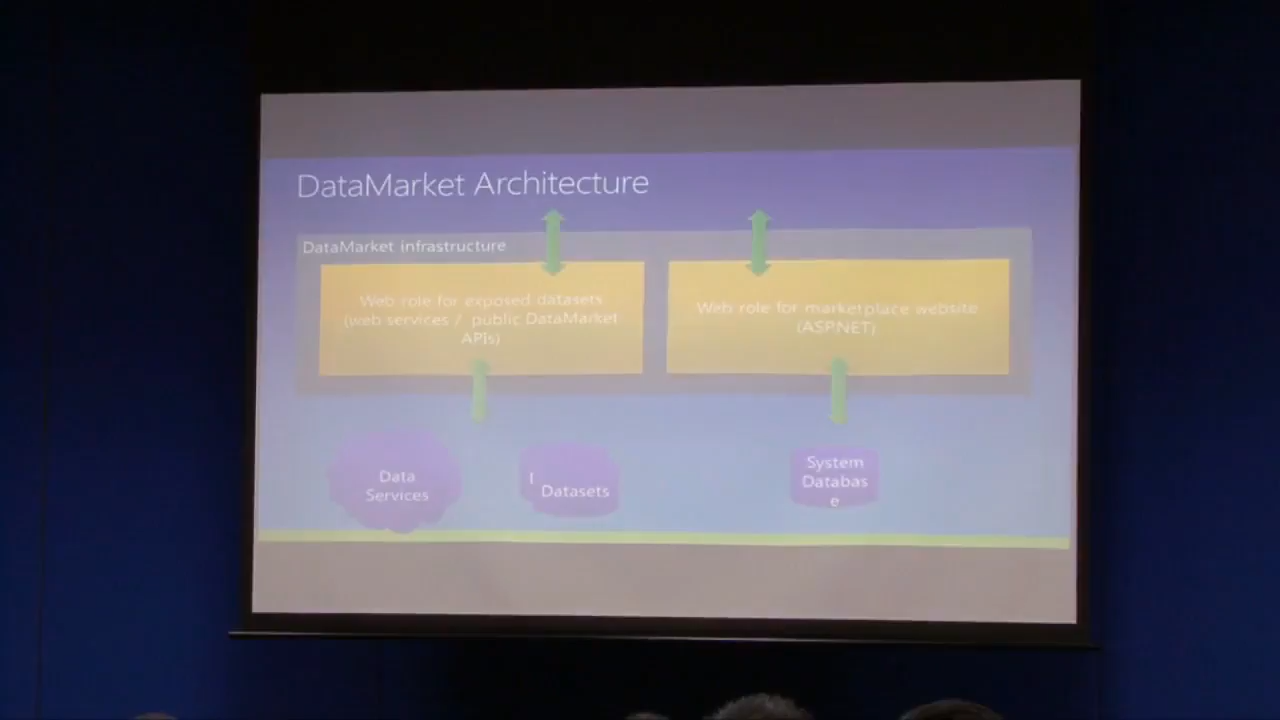 DataMarket Architecture
DataMarket infrastructure
Web role for exposed datasets
(web services / public DataMarket
APIs)
Web role for marketplace website
(ASP.NET)
Data
Services
I
Datasets
System
Databas
e